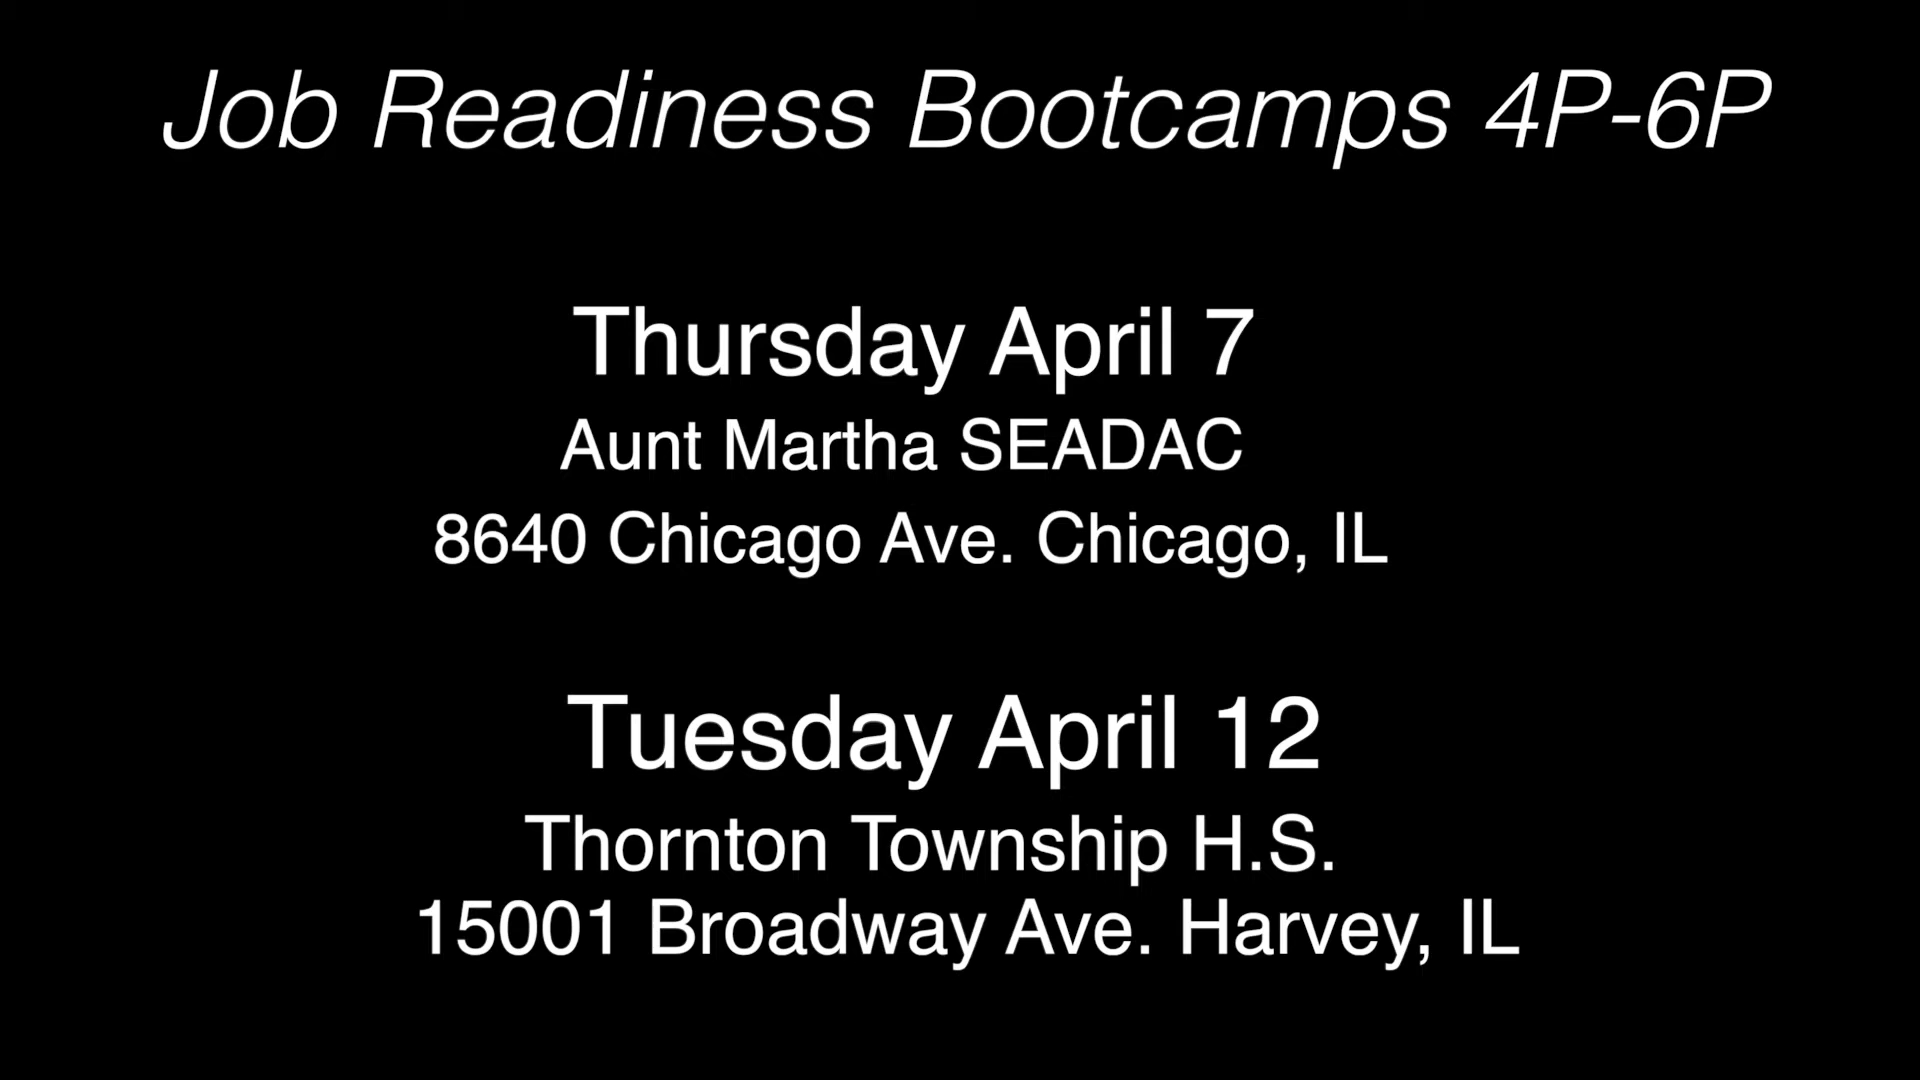 Job Readiness Bootcamps 4P-6P
Thursday April 7
Aunt Martha SEADAC
8640 Chicago Ave. Chicago, IL
Tuesday April 12
Thornton Township H.S.
15001 Broadway Ave. Harvey, IL